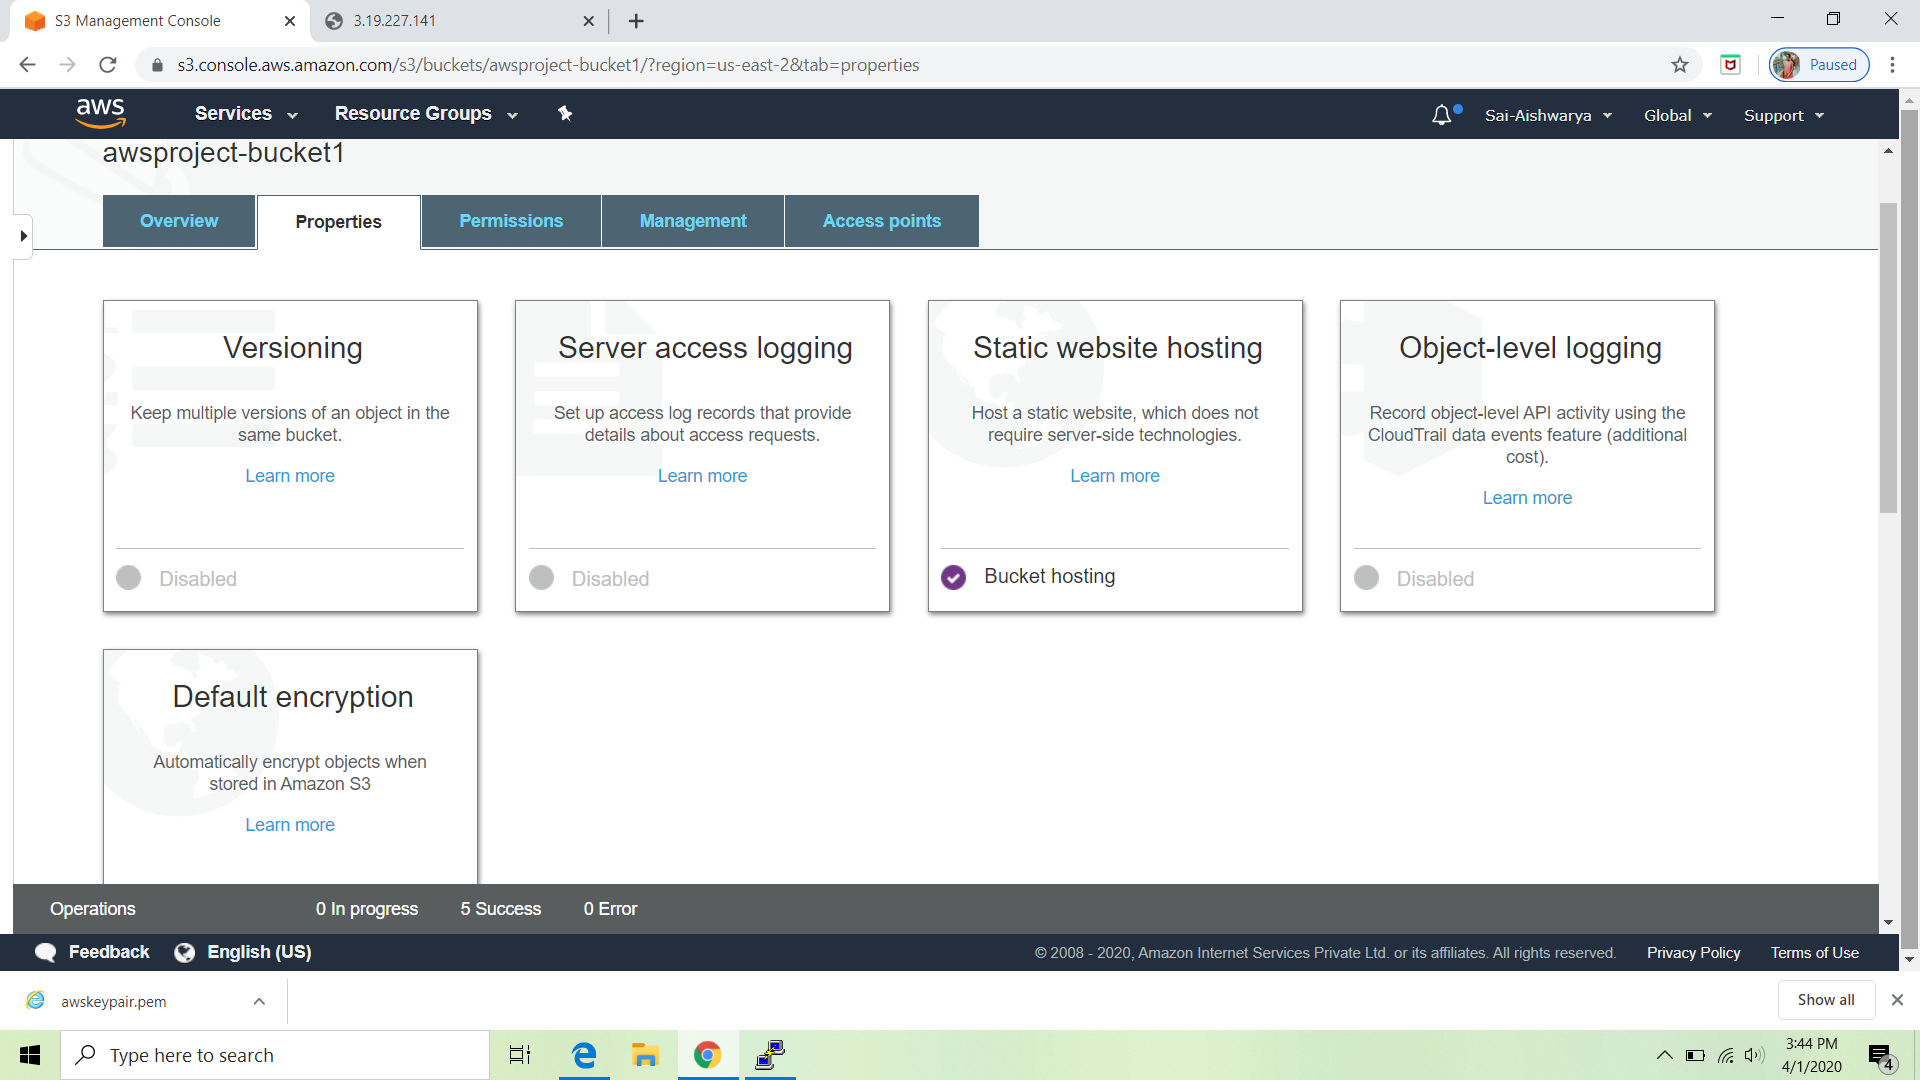 S3 Management Console
3.19.227.141
s3.console.aws.amazon.com/s3/buckets/awsproject-bucket1/?region=us-east-2&tab=properties
Paused
aws
Services
Resource Groups
Sai-Aishwarya
Global
Support
awsproject-bucket1
Overview
Properties
Permissions
Management
Access points
Versioning
Keep multiple versions of an object in the
same bucket.
Learn more
Disabled
Server access logging
Set up access log records that provide
details about access requests.
Learn more
Disabled
Static website hosting
Host a static website, which does not
require server-side technologies.
Learn more
Bucket hosting
Object-level logging
Record object-level API activity using the
CloudTrail data events feature (additional
cost).
Learn more
Disabled
Default encryption
Automatically encrypt objects when
stored in Amazon S3
Learn more
Operations
0 In progress
5 Success
0 Error
Feedback
English (US)
© 2008 - 2020, Amazon Internet Services Private Ltd. or its affiliates. All rights reserved.
Privacy Policy
Terms of Use
awskeypair.pem
Show all
Type here to search
3:44 PM
4/1/2020
4